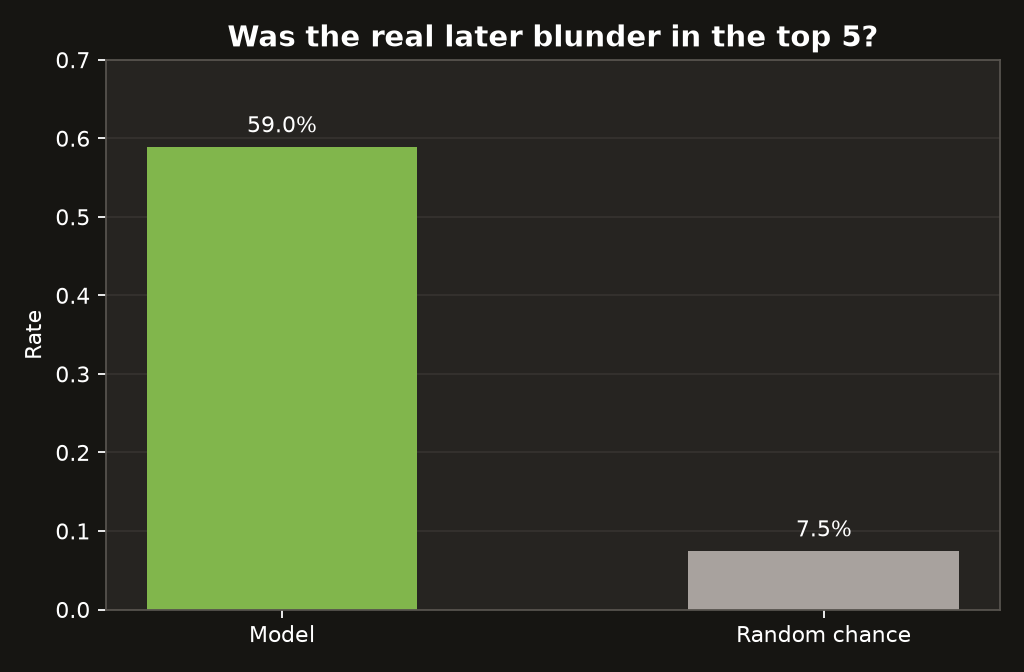 Was the real later blunder in the top 5?
0.7
0.6
0.5
0.4
0.3
0.2
0.1
0.0
Rate
59.0%
7.5%
Model
Random chance